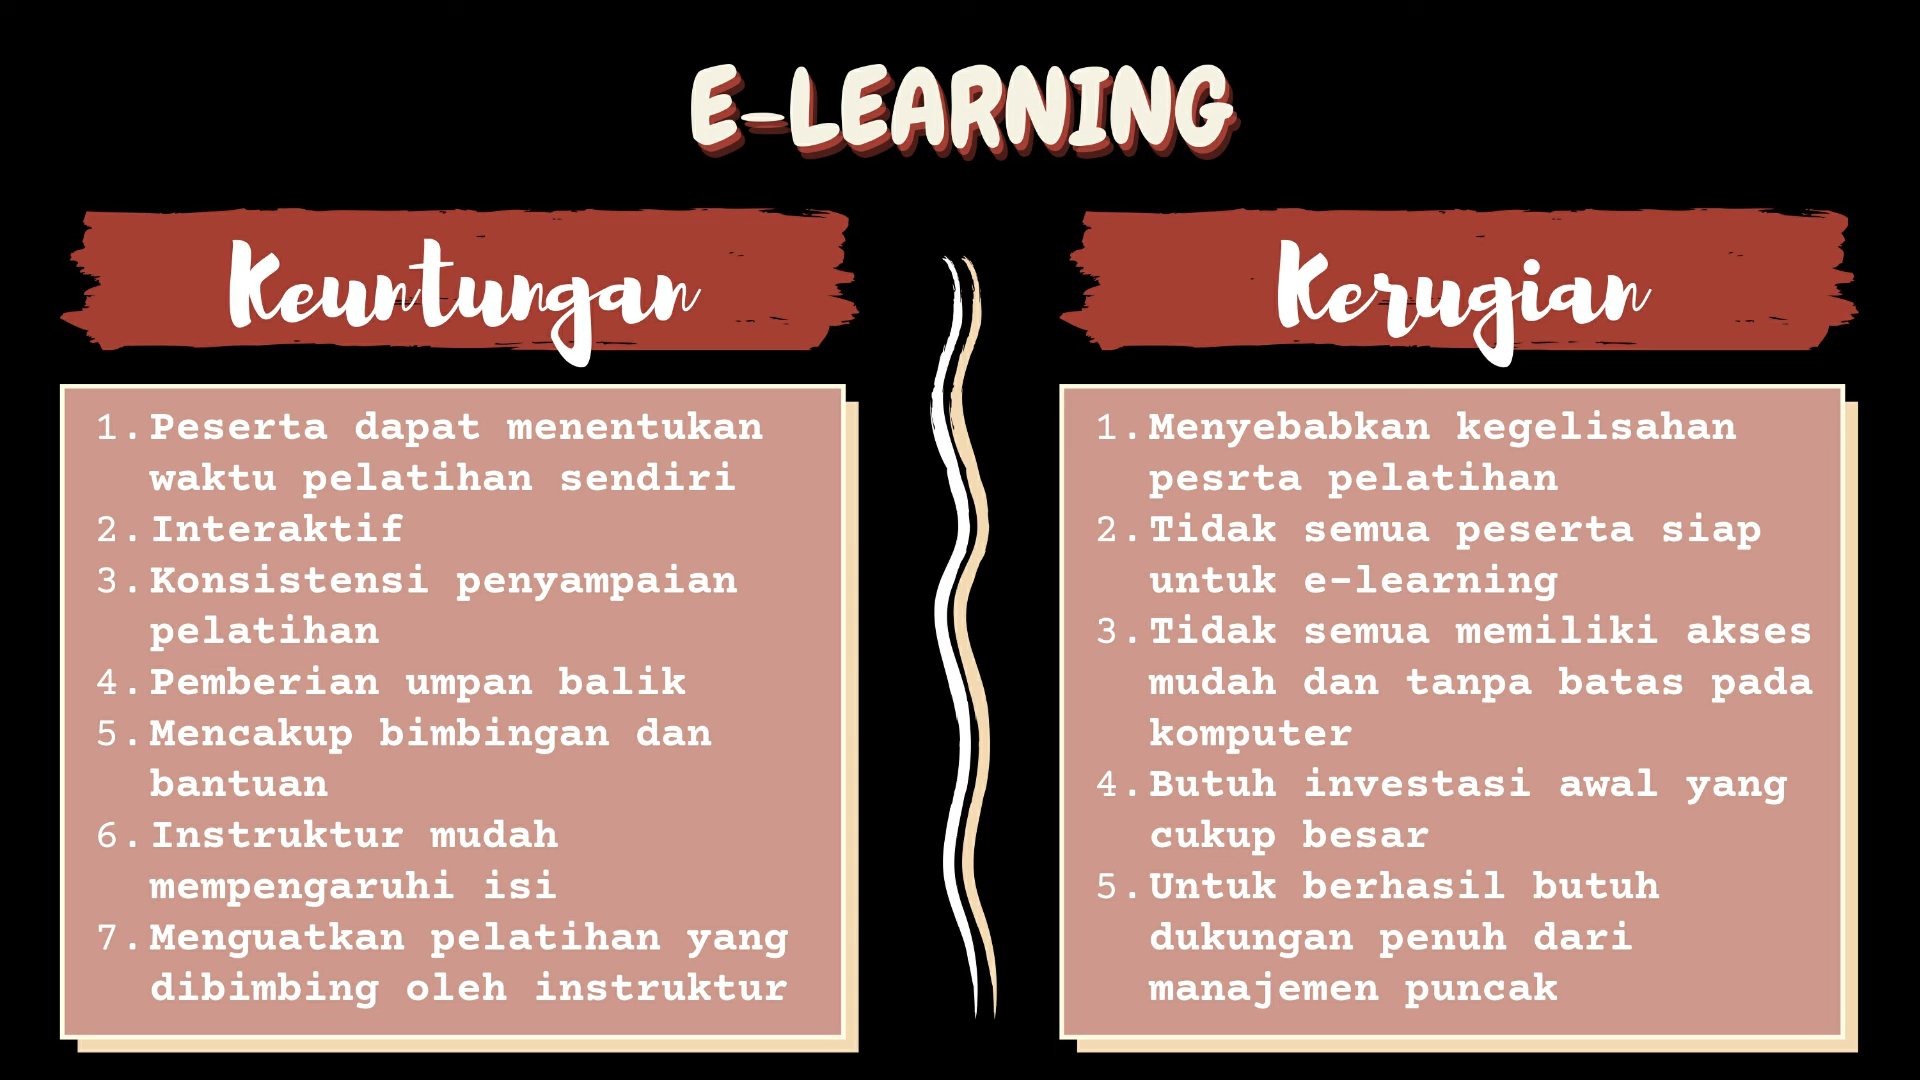 E-LEARNING
Keuntungan
1. Peserta dapat menentukan
waktu pelatihan sendiri
2. Interaktif
3. Konsistensi penyampaian
pelatihan
4. Pemberian umpan balik
5. Mencakup bimbingan dan
bantuan
6. Instruktur mudah
mempengaruhi isi
7. Menguatkan pelatihan yang
dibimbing oleh instruktur
Kerugian
1. Menyebabkan kegelisahan
pesrta pelatihan
2. Tidak semua peserta siap
untuk e-learning
3. Tidak semua memiliki akses
mudah dan tanpa batas pada
komputer
4. Butuh investasi awal yang
cukup besar
5. Untuk berhasil butuh
dukungan penuh dari
manajemen puncak